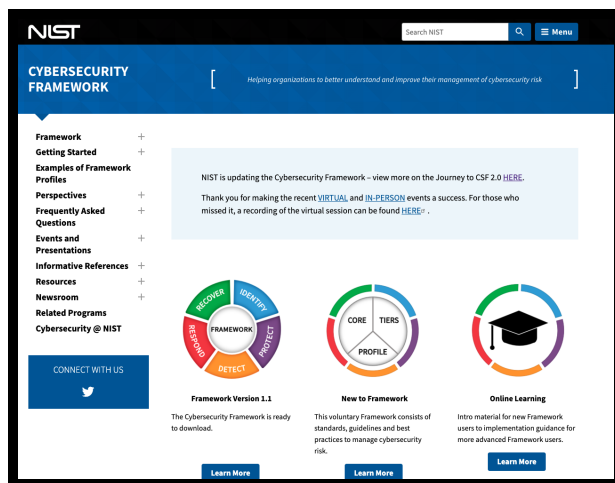 NIST
Search NIST
Menu
CYBERSECURITY
FRAMEWORK
Helping organizations to better understand and improve their management of cybersecurity risk
Framework
Getting Started
Examples of Framework
Profiles
Perspectives
Frequently Asked
Questions
Events and
Presentations
Informative References
Resources
Newsroom
Related Programs
Cybersecurity @ NIST
CONNECT WITH US
NIST is updating the Cybersecurity Framework – view more on the Journey to CSF 2.0 HERE.
Thank you for making the recent VIRTUAL and IN-PERSON events a success. For those who
missed it, a recording of the virtual session can be found HERE .
RECOVER
IDENTIFY
PROTECT
DETECT
RESPOND
FRAMEWORK
Framework Version 1.1
The Cybersecurity Framework is ready
to download.
Learn More
CORE
TIERS
PROFILE
New to Framework
This voluntary Framework consists of
standards, guidelines and best
practices to manage cybersecurity
risk.
Learn More
Online Learning
Intro material for new Framework
users to implementation guidance for
more advanced Framework users.
Learn More